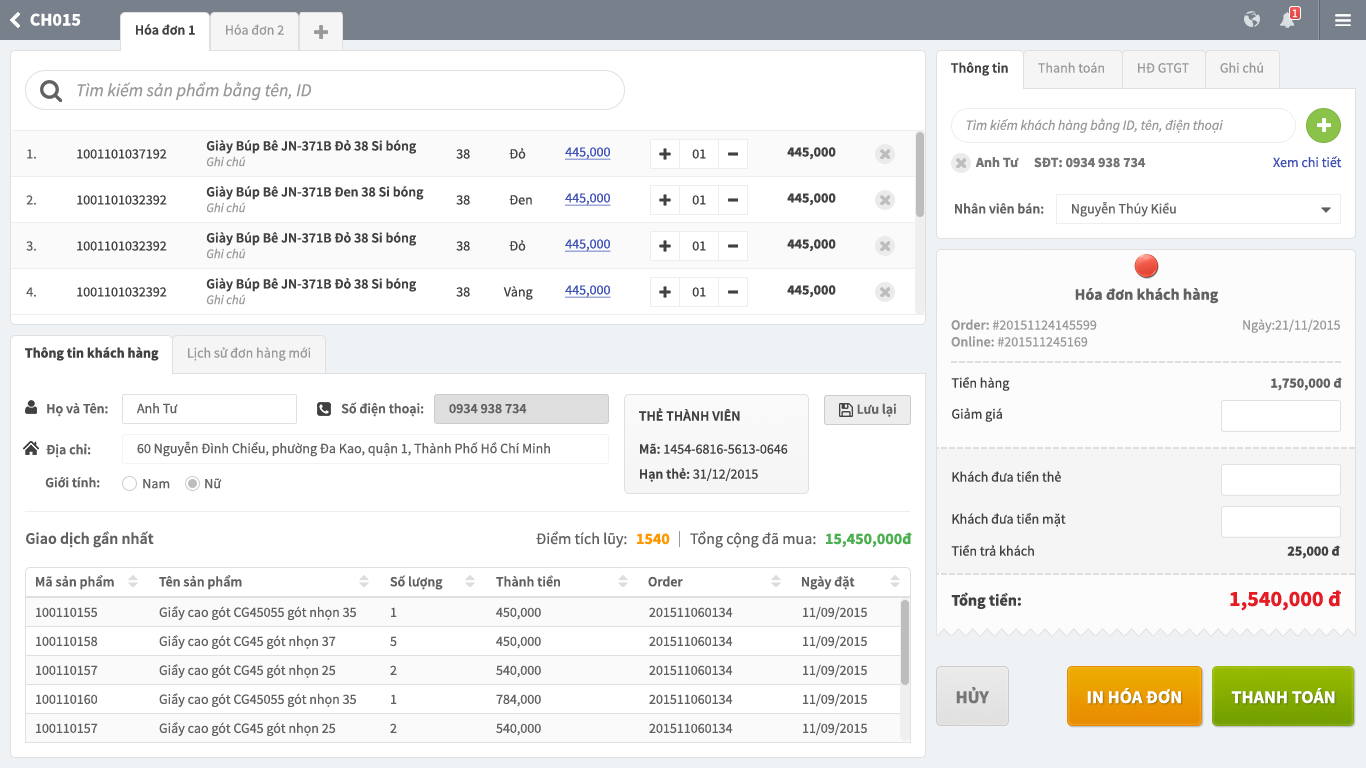 CH015
Hóa đơn 1
Hóa đơn 2
1
Tìm kiếm sản phẩm bằng tên, ID
1. 1001101037192 Giày Búp Bê JN-371B Đỏ 38 Si bóng 38 Đỏ 445,000 01 445,000
Ghi chú
2. 1001101032392 Giày Búp Bê JN-371B Đen 38 Si bóng 38 Đen 445,000 01 445,000
Ghi chú
3. 1001101032392 Giày Búp Bê JN-371B Đỏ 38 Si bóng 38 Đỏ 445,000 01 445,000
Ghi chú
4. 1001101032392 Giày Búp Bê JN-371B Đỏ 38 Si bóng 38 Vàng 445,000 01 445,000
Ghi chú
Thông tin khách hàng
Lịch sử đơn hàng mới
Họ và Tên: Anh Tư Số điện thoại: 0934 938 734
Địa chỉ: 60 Nguyễn Đình Chiểu, phường Đa Kao, quận 1, Thành Phố Hồ Chí Minh
Giới tính: Nam Nữ
THẺ THÀNH VIÊN
Mã: 1454-6816-5613-0646
Hạn thẻ: 31/12/2015
Lưu lại
Giao dịch gần nhất
Điểm tích lũy: 1540 | Tổng cộng đã mua: 15,450,000đ
Mã sản phẩm Tên sản phẩm Số lượng Thành tiền Order Ngày đặt
100110155 Giầy cao gót CG45055 gót nhọn 35 1 450,000 201511060134 11/09/2015
100110158 Giầy cao gót CG45 gót nhọn 37 5 450,000 201511060134 11/09/2015
100110157 Giầy cao gót CG45 gót nhọn 25 2 540,000 201511060134 11/09/2015
100110160 Giầy cao gót CG45055 gót nhọn 35 1 784,000 201511060134 11/09/2015
100110157 Giầy cao gót CG45 gót nhọn 25 2 540,000 201511060134 11/09/2015
Thông tin
Thanh toán
HĐ GTGT
Ghi chú
Tìm kiếm khách hàng bằng ID, tên, điện thoại
Anh Tư SĐT: 0934 938 734 Xem chi tiết
Nhân viên bán: Nguyễn Thúy Kiều
Hóa đơn khách hàng
Order: #20151124145599 Ngày:21/11/2015
Online: #201511245169
Tiền hàng 1,750,000 đ
Giảm giá
Khách đưa tiền thẻ
Khách đưa tiền mặt
Tiền trả khách 25,000 đ
Tổng tiền: 1,540,000 đ
HỦY
IN HÓA ĐƠN
THANH TOÁN